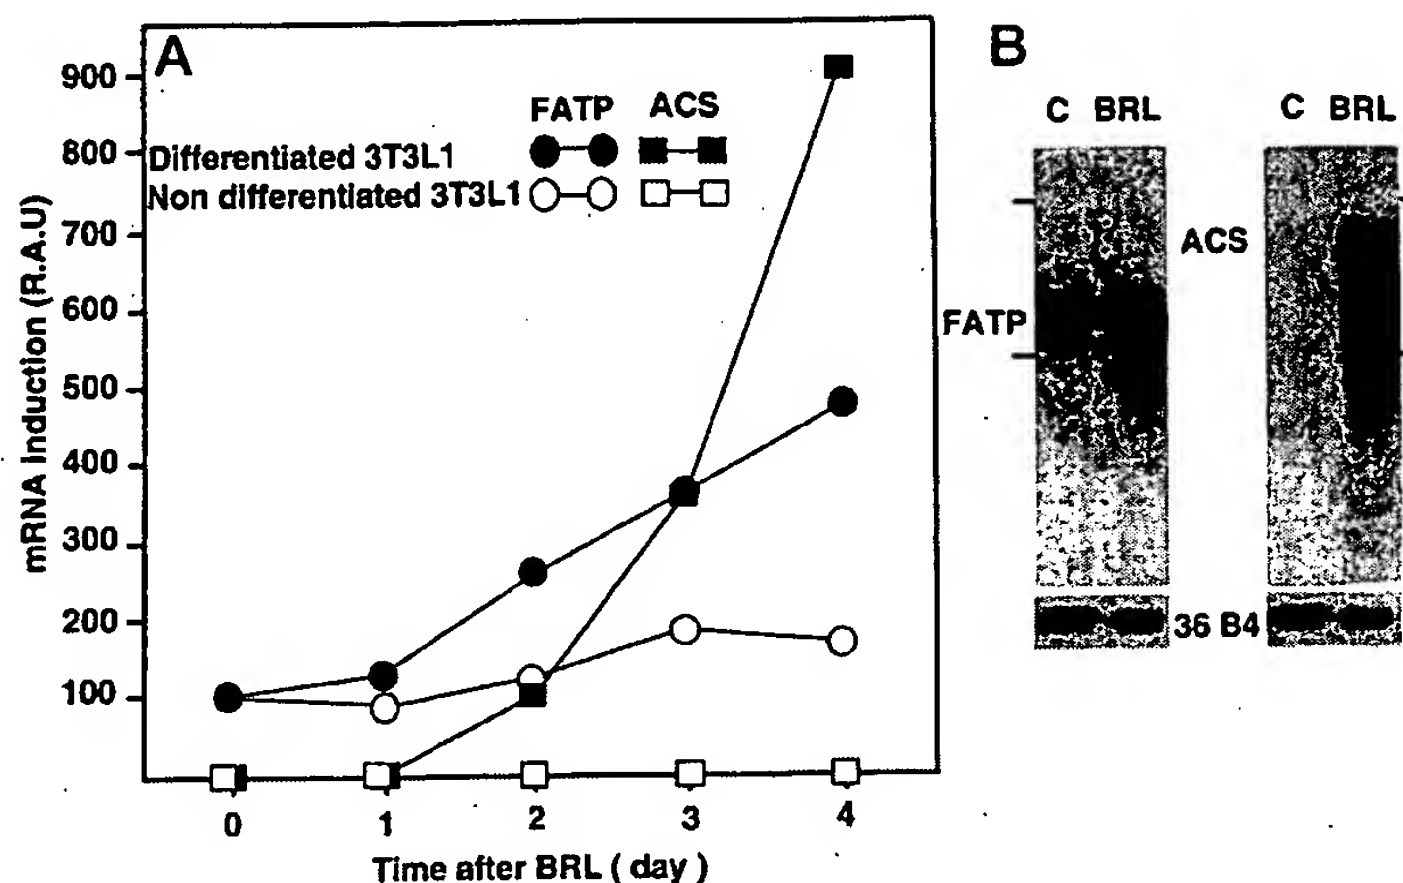 A
mRNA Induction (R.A.U)
900
800
700
600
500
400
300
200
100
FATP ACS
Differentiated 3T3L1
Non differentiated 3T3L1
0 1 2 3 4
Time after BRL ( day )
B
C BRL
C BRL
ACS
FATP
36 B4